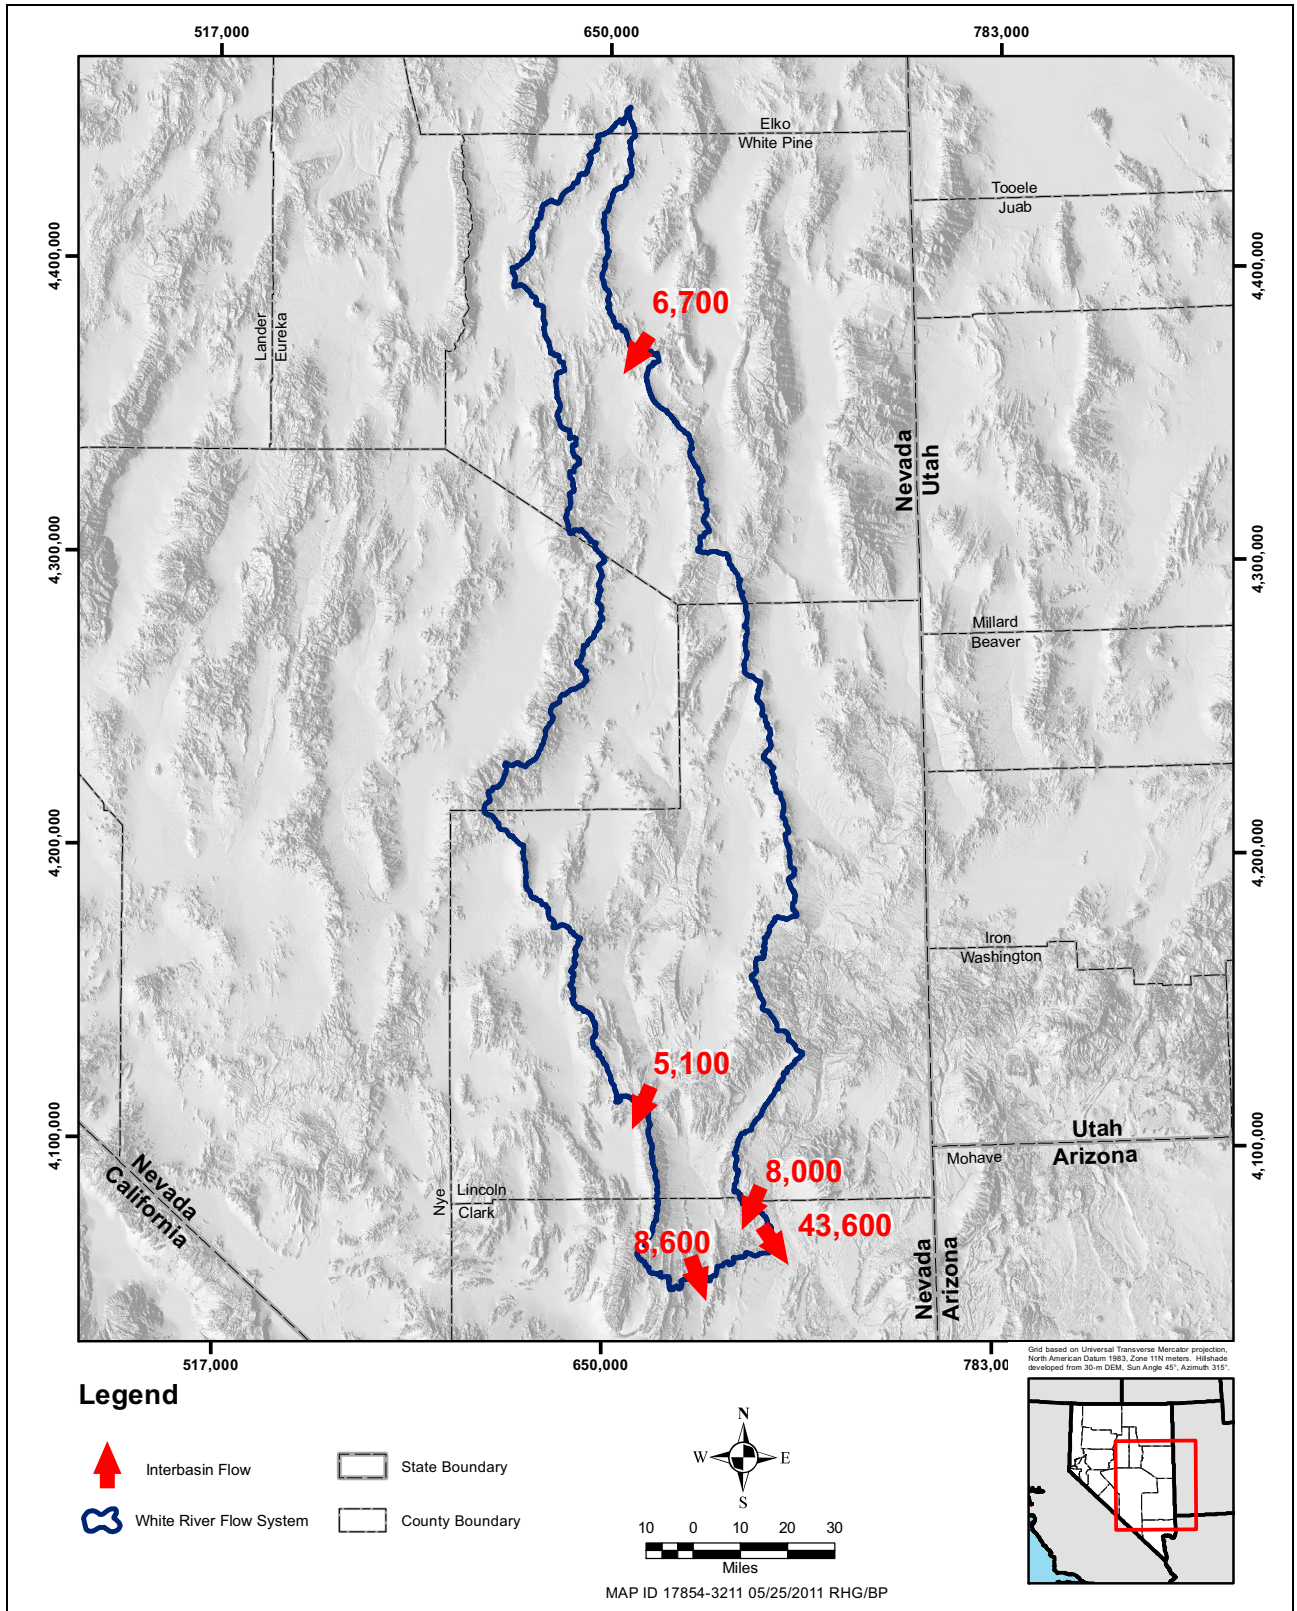 517,000
650,000
783,000
Elko
White Pine
Tooele
Juab
4,400,000
4,400,000
6,700
Lander
Eureka
Nevada
Utah
4,300,000
4,300,000
Millard
Beaver
4,200,000
4,200,000
Iron
Washington
5,100
4,100,000
4,100,000
Utah
Arizona
Mohave
Nevada
California
8,000
Nye
Lincoln
Clark
43,600
8,600
Nevada
Arizona
517,000
650,000
783,00
Grid based on Universal Transverse Mercator projection,
North American Datum 1983, Zone 11N meters. Hillshade
developed from 30-m DEM, Sun Angle 45°, Azimuth 315°.
Legend
Interbasin Flow
State Boundary
White River Flow System
County Boundary
N
W
E
S
10 0 10 20 30
Miles
MAP ID 17854-3211 05/25/2011 RHG/BP